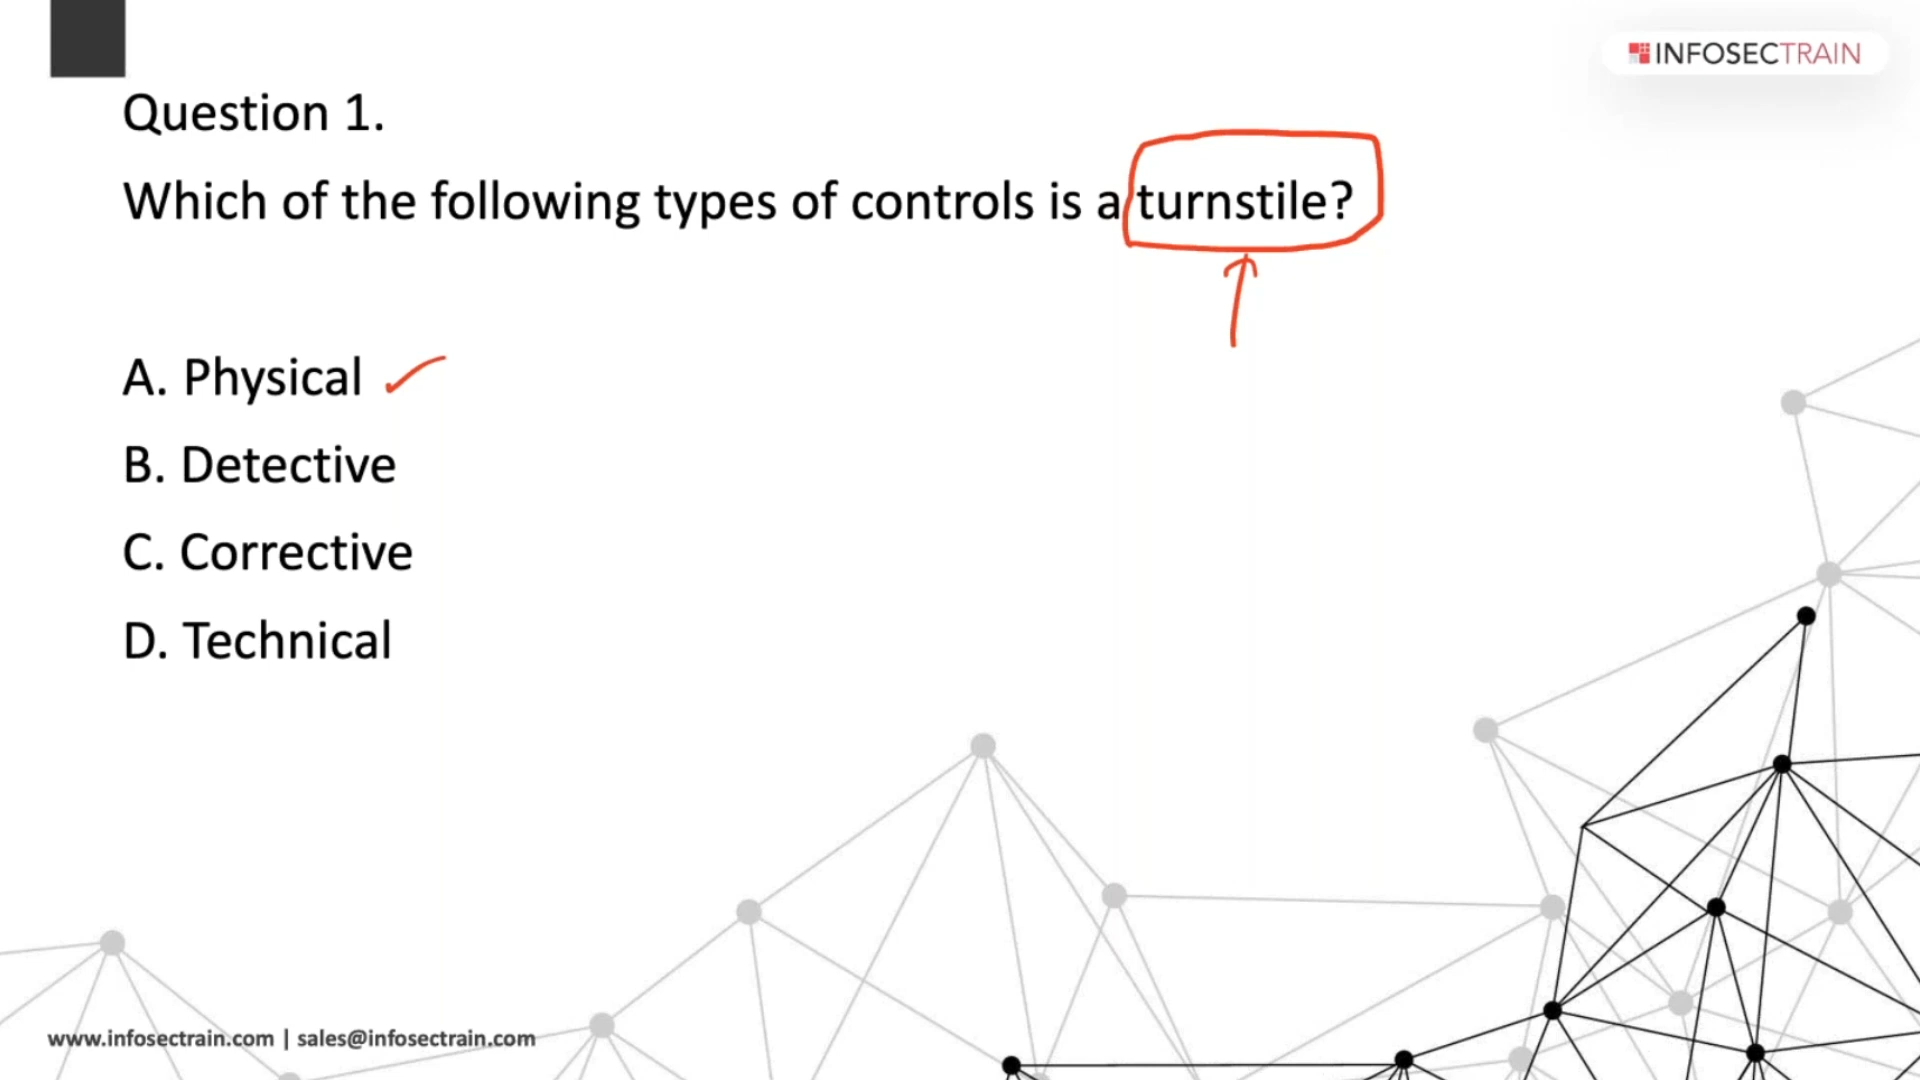 INFOSECTRAIN
Question 1.
Which of the following types of controls is a turnstile?
A. Physical
B. Detective
C. Corrective
D. Technical
www.infosectrain.com | sales@infosectrain.com